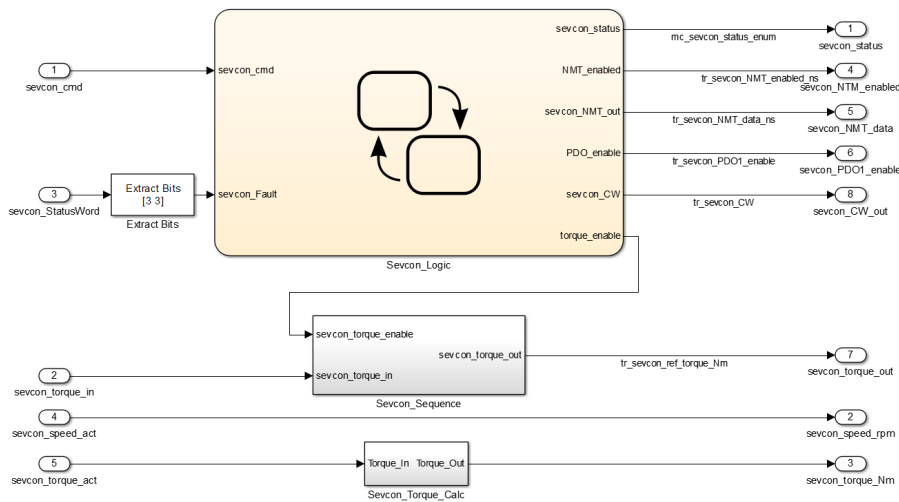 sevcon_status
mc_sevcon_status_enum
1
sevcon_status
1
sevcon_cmd
sevcon_cmd
NMT_enabled
tr_sevcon_NMT_enabled_ns
4
sevcon_NTM_enabled
sevcon_NMT_out
tr_sevcon_NMT_data_ns
5
sevcon_NMT_data
PDO_enable
tr_sevcon_PDO1_enable
6
sevcon_PDO1_enable
3
sevcon_StatusWord
Extract Bits
[3 3]
Extract Bits
sevcon_Fault
sevcon_CW
tr_sevcon_CW
8
sevcon_CW_out
torque_enable
Sevcon_Logic
sevcon_torque_enable
sevcon_torque_out
tr_sevcon_ref_torque_Nm
7
sevcon_torque_out
2
sevcon_torque_in
sevcon_torque_in
Sevcon_Sequence
4
sevcon_speed_act
2
sevcon_speed_rpm
5
sevcon_torque_act
Torque_In
Torque_Out
Sevcon_Torque_Calc
3
sevcon_torque_Nm